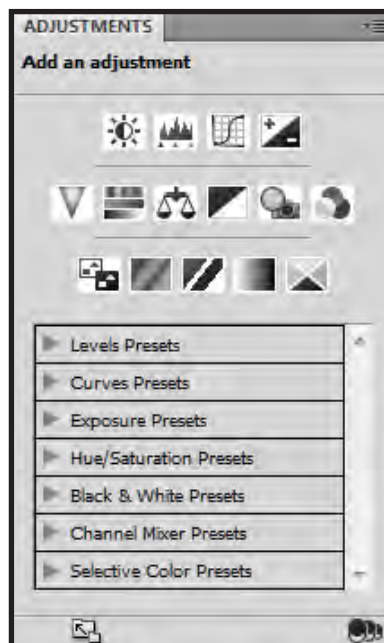 ADJUSTMENTS
Add an adjustment
Levels Presets
Curves Presets
Exposure Presets
Hue/Saturation Presets
Black & White Presets
Channel Mixer Presets
Selective Color Presets